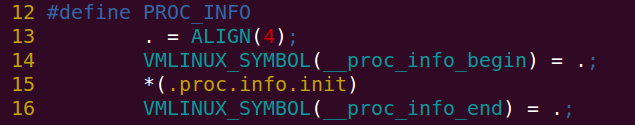 12 #define PROC_INFO
13         . = ALIGN(4);
14         VMLINUX_SYMBOL(__proc_info_begin) = .;
15         *(.proc.info.init)
16         VMLINUX_SYMBOL(__proc_info_end) = .;